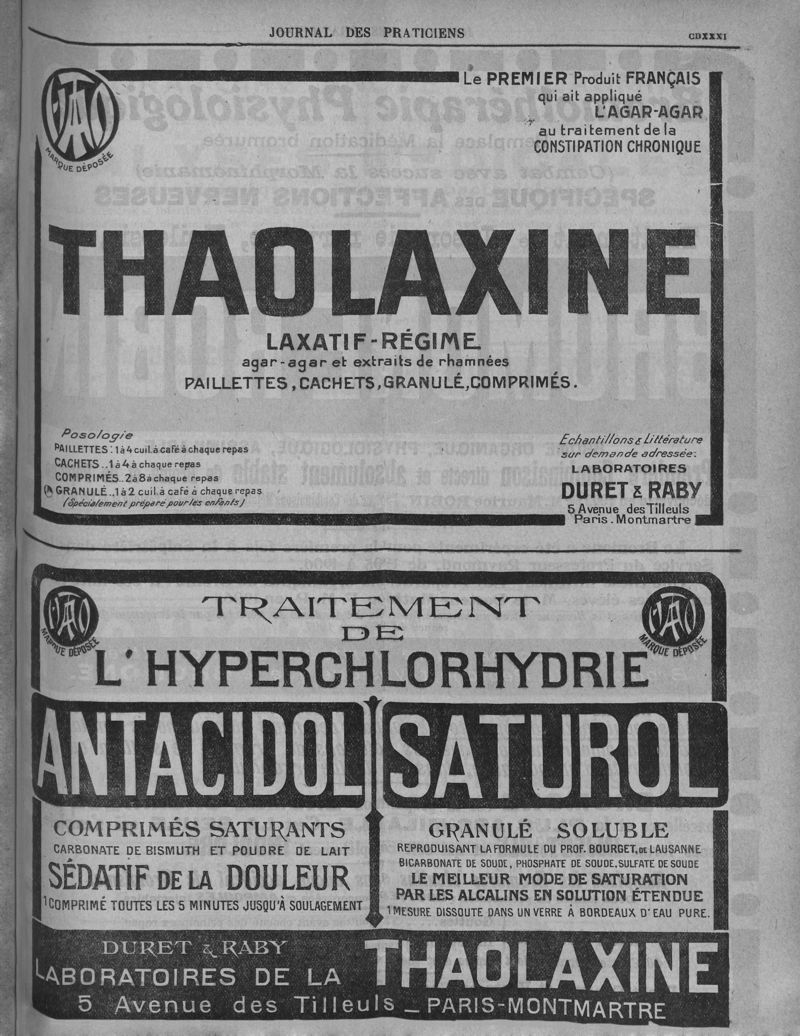 JOURNAL DES PRATICIENS
CDXXXI
MARQUE DÉPOSÉE
Le PREMIER Produit FRANÇAIS
qui ait appliqué
L'AGAR-AGAR
au traitement de la
CONSTIPATION CHRONIQUE
THAOLAXINE
LAXATIF-RÉGIME
agar-agar et extraits de rhamnées
PAILLETTES, CACHETS, GRANULÉ, COMPRIMÉS.
Posologie
PAILLETTES: 1 à 4 cuil. à café à chaque repas
CACHETS.. 1 à 4 à chaque repas
COMPRIMÉS.. 2 à 8 à chaque repas
GRANULÉ.. 1 à 2 cuil. à café à chaque repas
(Spécialement préparé pour les enfants)
Échantillons & Littérature
sur demande adressée:
LABORATOIRES
DURET & RABY
5 Avenue des Tilleuls
Paris. Montmartre
TRAITEMENT
DE
L'HYPERCHLORHYDRIE
MARQUE DÉPOSÉE
MARQUE DÉPOSÉE
ANTACIDOL
SATUROL
COMPRIMÉS SATURANTS
CARBONATE DE BISMUTH ET POUDRE DE LAIT
SÉDATIF DE LA DOULEUR
1 COMPRIMÉ TOUTES LES 5 MINUTES JUSQU'À SOULAGEMENT
GRANULÉ SOLUBLE
REPRODUISANT LA FORMULE DU PROF. BOURGET, DE LAUSANNE
BICARBONATE DE SOUDE, PHOSPHATE DE SOUDE, SULFATE DE SOUDE
LE MEILLEUR MODE DE SATURATION
PAR LES ALCALINS EN SOLUTION ÉTENDUE
1 MESURE DISSOUTE DANS UN VERRE À BORDEAUX D'EAU PURE.
DURET & RABY
LABORATOIRES DE LA THAOLAXINE
5 Avenue des Tilleuls _ PARIS-MONTMARTRE